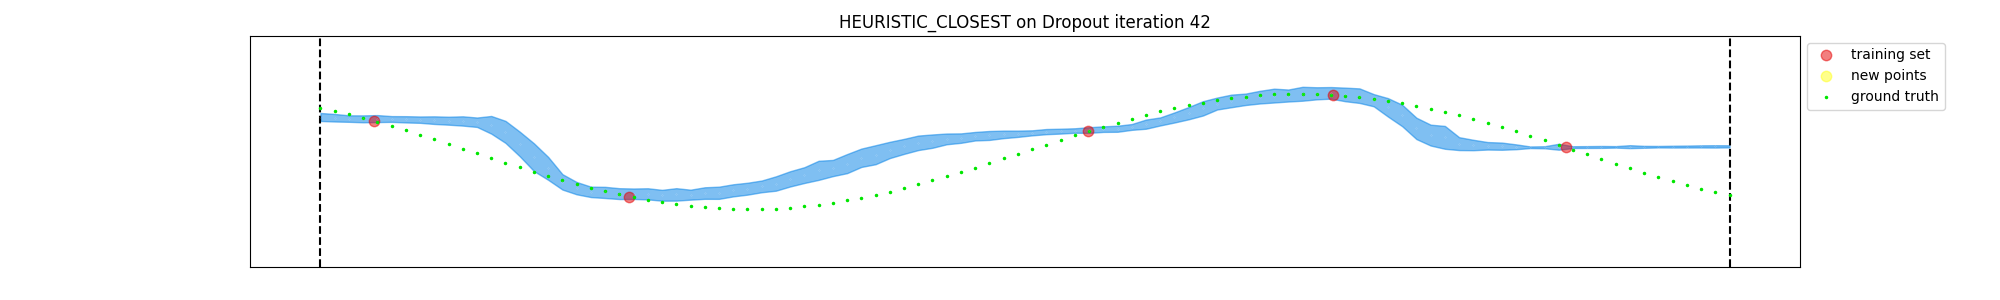 HEURISTIC_CLOSEST on Dropout iteration 42
training set
new points
ground truth